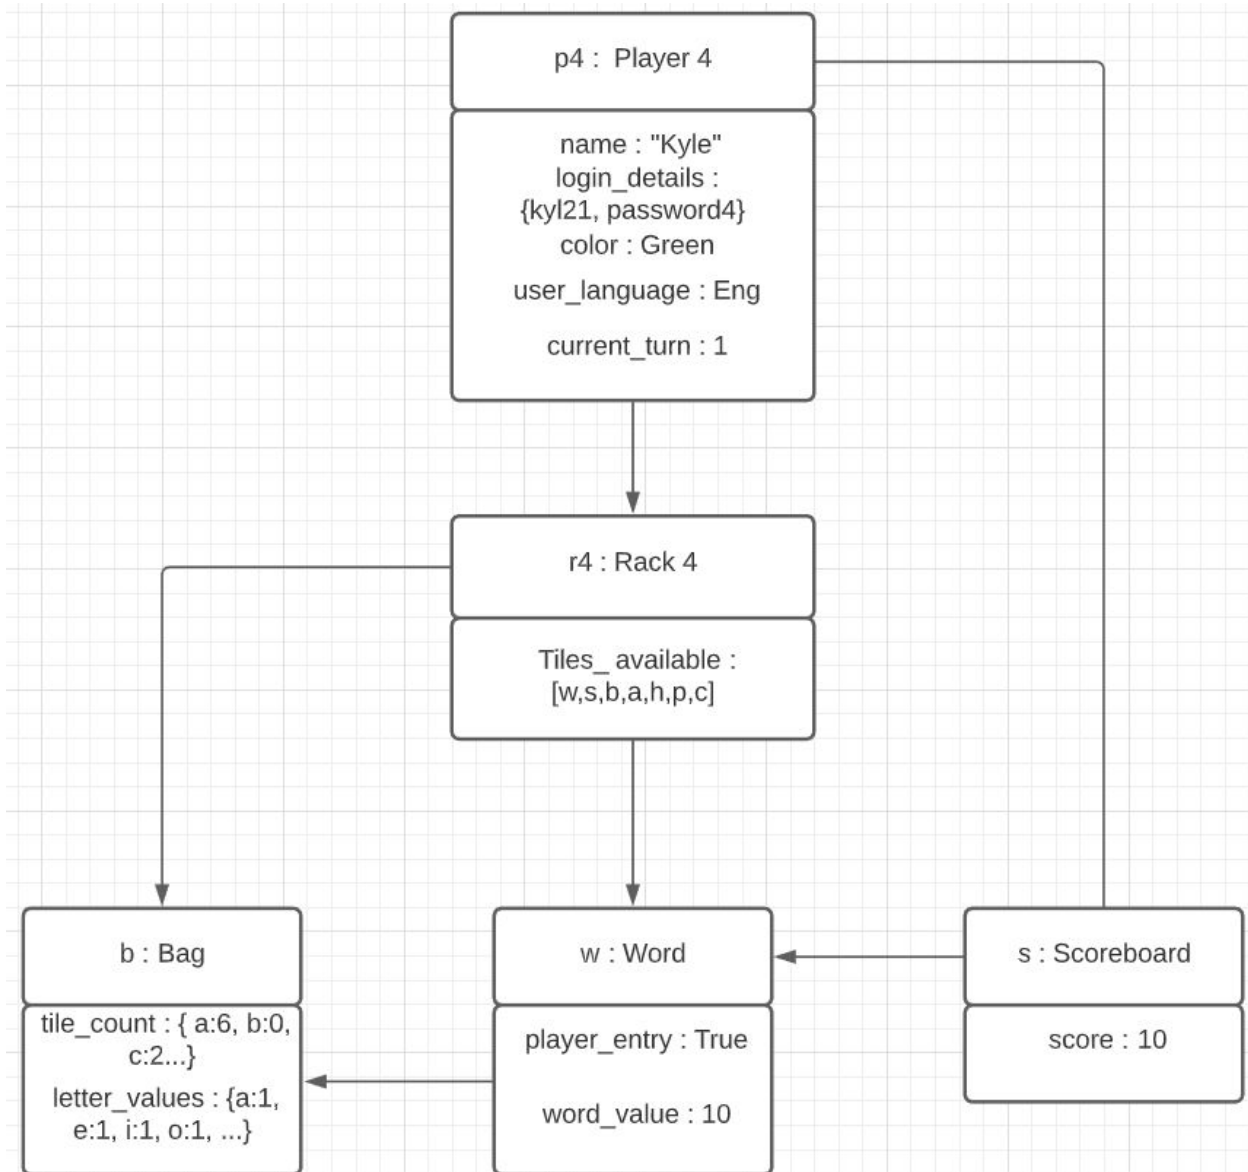 p4 :  Player 4
name : "Kyle"
login_details :
{kyl21, password4}
color : Green
user_language : Eng
current_turn : 1
r4 : Rack 4
Tiles_ available :
[w,s,b,a,h,p,c]
b : Bag
tile_count : { a:6, b:0,
c:2...}
letter_values : {a:1,
e:1, i:1, o:1, ...}
w : Word
player_entry : True
word_value : 10
s : Scoreboard
score : 10